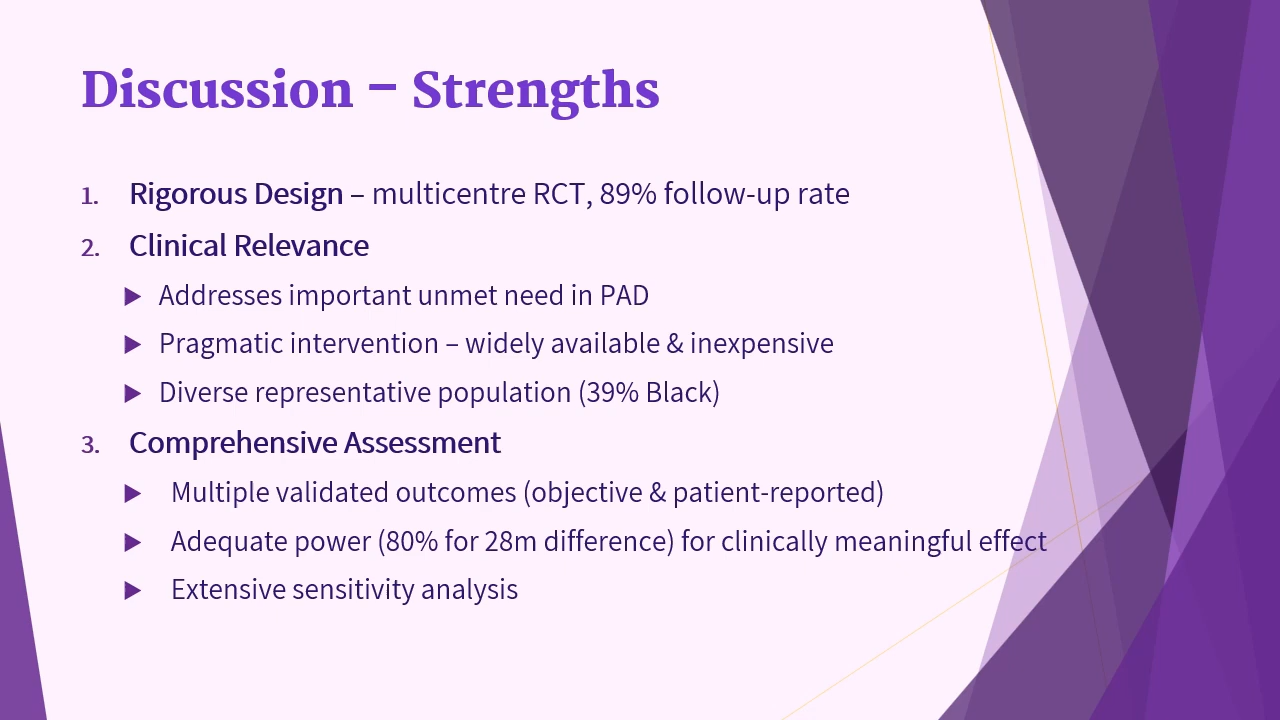 Discussion – Strengths
1. Rigorous Design – multicentre RCT, 89% follow-up rate
2. Clinical Relevance
▶ Addresses important unmet need in PAD
▶ Pragmatic intervention – widely available & inexpensive
▶ Diverse representative population (39% Black)
3. Comprehensive Assessment
▶ Multiple validated outcomes (objective & patient-reported)
▶ Adequate power (80% for 28m difference) for clinically meaningful effect
▶ Extensive sensitivity analysis